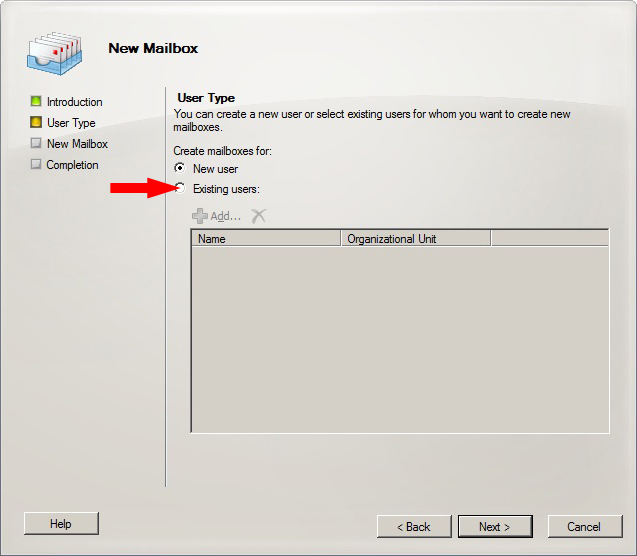 New Mailbox
Introduction
User Type
New Mailbox
Completion
User Type
You can create a new user or select existing users for whom you want to create new
mailboxes.
Create mailboxes for:
New user
Existing users:
Add...
Name Organizational Unit
Help < Back Next > Cancel